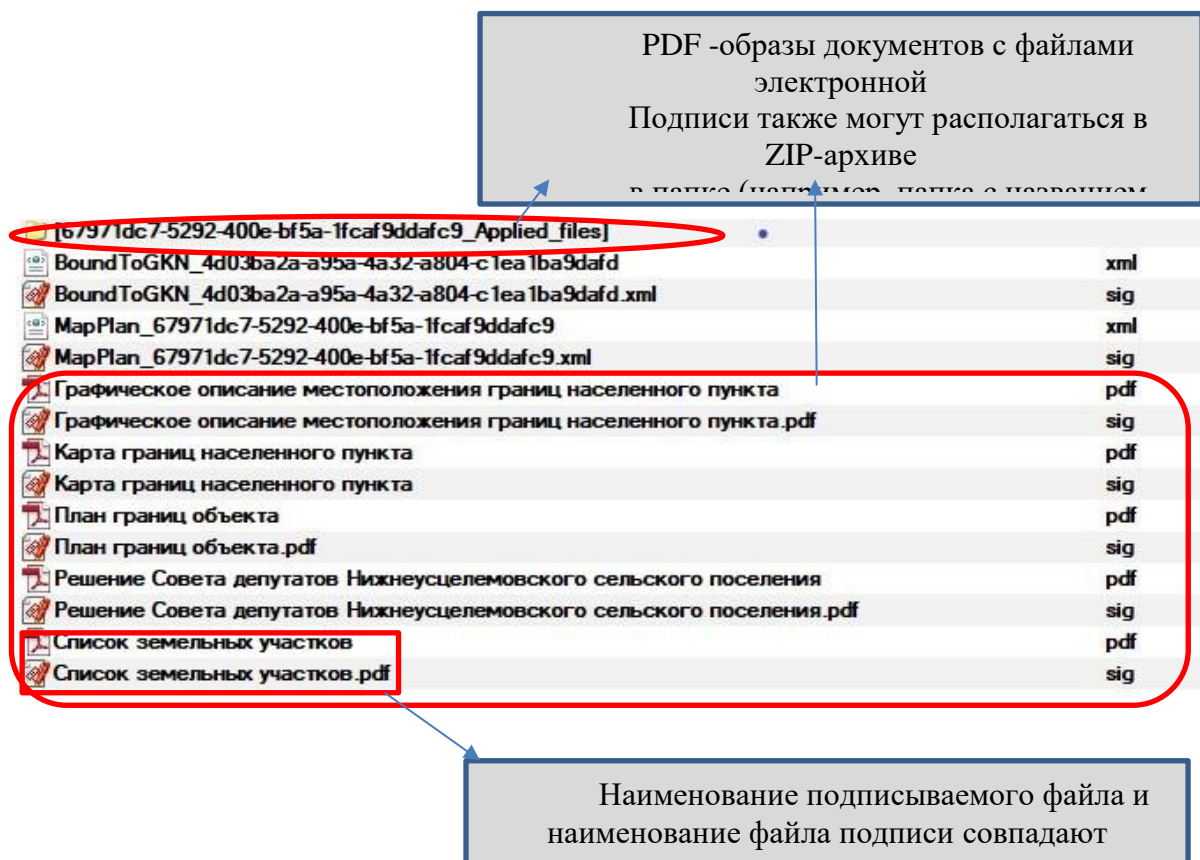 PDF -образы документов с файлами
электронной
Подписи также могут располагаться в
ZIP-архиве
в папке (например, папка с названием
[67971dc7-5292-400e-bf5a-1fcaf9ddafc9_Applied_files]
BoundToGKN_4d03ba2a-a95a-4a32-a804-c1ea1ba9dafd xml
BoundToGKN_4d03ba2a-a95a-4a32-a804-c1ea1ba9dafd.xml sig
MapPlan_67971dc7-5292-400e-bf5a-1fcaf9ddafc9 xml
MapPlan_67971dc7-5292-400e-bf5a-1fcaf9ddafc9.xml sig
Графическое описание местоположения границ населенного пункта pdf
Графическое описание местоположения границ населенного пункта.pdf sig
Карта границ населенного пункта pdf
Карта границ населенного пункта sig
План границ объекта pdf
План границ объекта.pdf sig
Решение Совета депутатов Нижнеусцелемовского сельского поселения pdf
Решение Совета депутатов Нижнеусцелемовского сельского поселения.pdf sig
Список земельных участков pdf
Список земельных участков.pdf sig
Наименование подписываемого файла и
наименование файла подписи совпадают